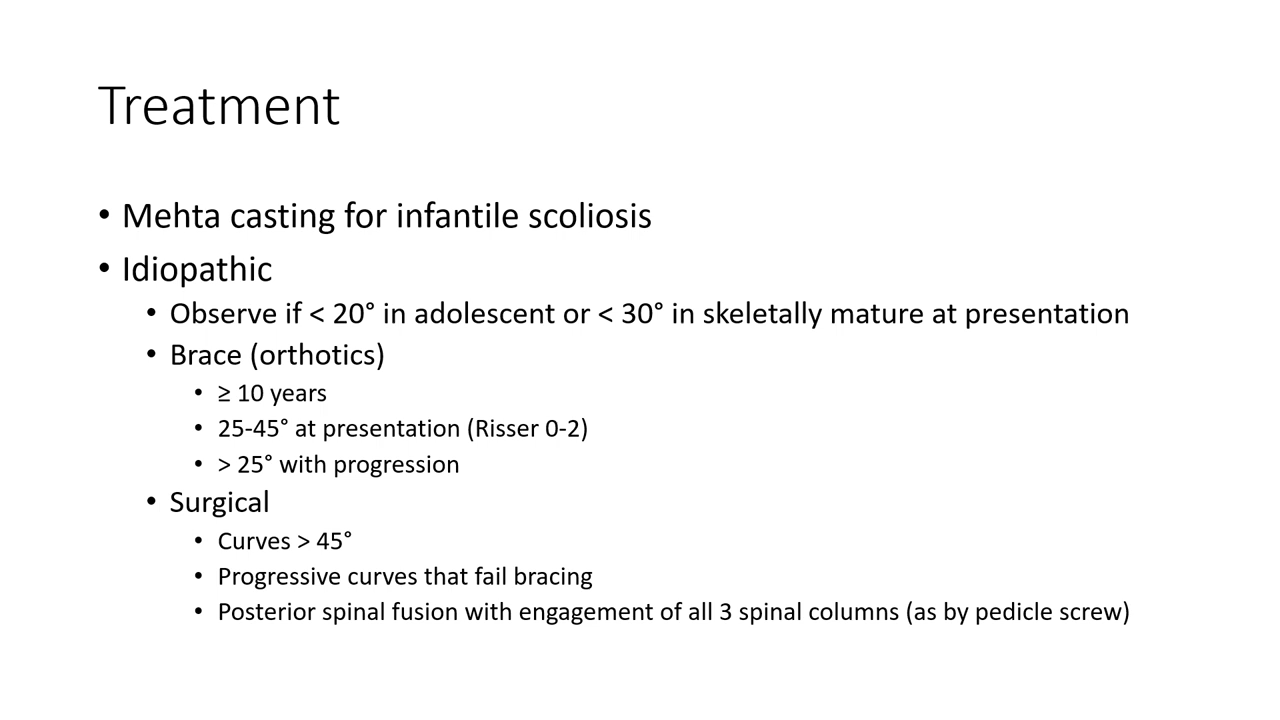 Treatment
• Mehta casting for infantile scoliosis
• Idiopathic
• Observe if < 20° in adolescent or < 30° in skeletally mature at presentation
• Brace (orthotics)
• ≥ 10 years
• 25-45° at presentation (Risser 0-2)
• > 25° with progression
• Surgical
• Curves > 45°
• Progressive curves that fail bracing
• Posterior spinal fusion with engagement of all 3 spinal columns (as by pedicle screw)